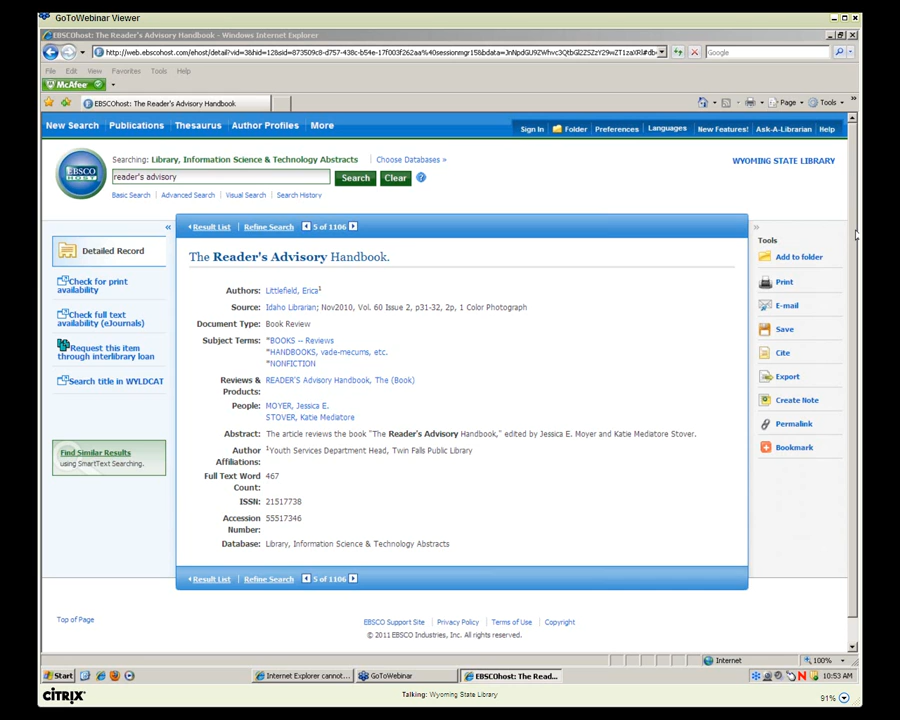 GoToWebinar Viewer
EBSCOhost: The Reader's Advisory Handbook - Windows Internet Explorer
File Edit View Favorites Tools Help
McAfee
EBSCOhost: The Reader's Advisory Handbook
Page Tools
Google
New Search Publications Thesaurus Author Profiles More
Sign In Folder Preferences Languages New Features! Ask-A-Librarian Help
EBSCO HOST
Searching: Library, Information Science & Technology Abstracts Choose Databases »
WYOMING STATE LIBRARY
reader's advisory Search Clear
Basic Search Advanced Search Visual Search Search History
Result List Refine Search 5 of 1106
Detailed Record
Check for print
availability
Check full text
availability (eJournals)
Request this item
through interlibrary loan
Search title in WYLDCAT
Find Similar Results
using SmartText Searching.
The Reader's Advisory Handbook.
Authors: Littlefield, Erica1
Source: Idaho Librarian; Nov2010, Vol. 60 Issue 2, p31-32, 2p, 1 Color Photograph
Document Type: Book Review
Subject Terms: *BOOKS -- Reviews
*HANDBOOKS, vade-mecums, etc.
*NONFICTION
Reviews & Products: READER'S Advisory Handbook, The (Book)
People: MOYER, Jessica E.
STOVER, Katie Mediatore
Abstract: The article reviews the book "The Reader's Advisory Handbook," edited by Jessica E. Moyer and Katie Mediatore Stover.
Author Affiliations: 1Youth Services Department Head, Twin Falls Public Library
Full Text Word Count: 467
ISSN: 21517738
Accession Number: 55517346
Database: Library, Information Science & Technology Abstracts
Result List Refine Search 5 of 1106
Tools
Add to folder
Print
E-mail
Save
Cite
Export
Create Note
Permalink
Bookmark
Top of Page
EBSCO Support Site Privacy Policy Terms of Use Copyright
© 2011 EBSCO Industries, Inc. All rights reserved.
Internet 100%
Start Internet Explorer cannot... GoToWebinar EBSCOhost: The Read... 10:53 AM
CITRIX Talking: Wyoming State Library 91%